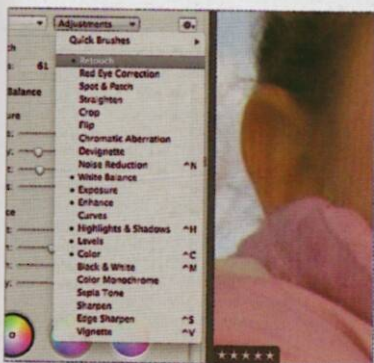 Adjustments
Quick Brushes
Retouch
Red Eye Correction
Spot & Patch
Straighten
Crop
Flip
Chromatic Aberration
Devignette
Noise Reduction ^N
• White Balance
• Exposure
• Enhance
Curves
• Highlights & Shadows ^H
• Levels
• Color ^C
Black & White ^M
Color Monochrome
Sepia Tone
Sharpen
Edge Sharpen ^S
Vignette ^V
61
Balance